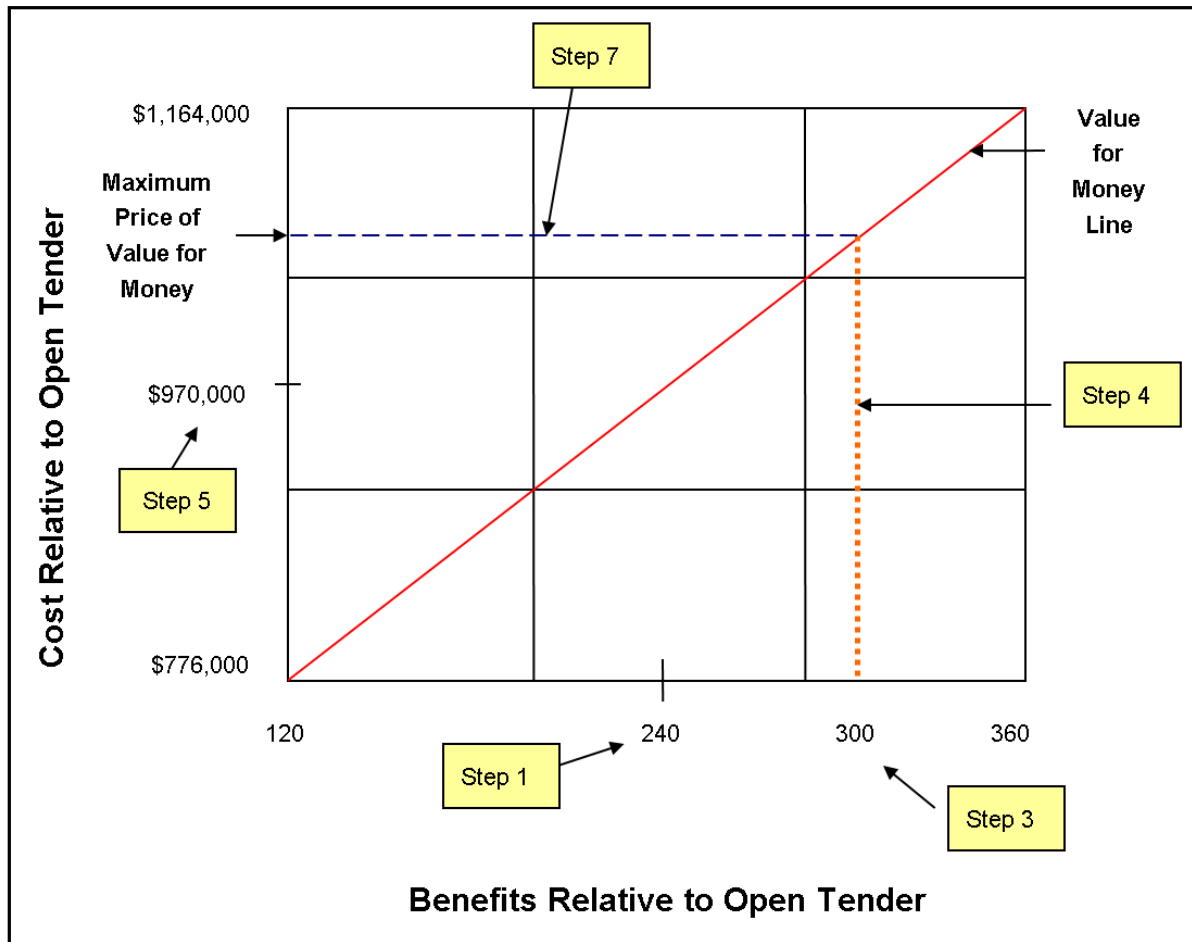 Step 7
$1,164,000
Value
for
Money
Line
Maximum
Price of
Value for
Money
Cost Relative to Open Tender
$970,000
Step 4
Step 5
$776,000
120
240
300
360
Step 1
Step 3
Benefits Relative to Open Tender